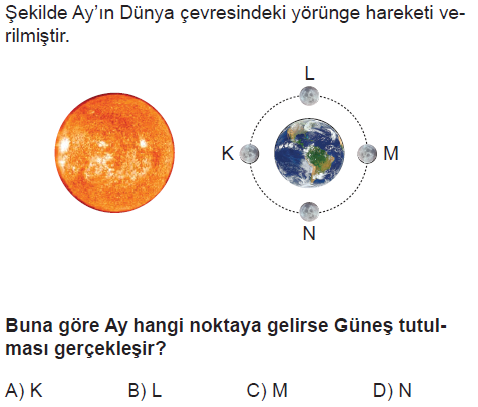 Şekilde Ay'ın Dünya çevresindeki yörünge hareketi ve-
rilmiştir.
L
K
M
N
Buna göre Ay hangi noktaya gelirse Güneş tutul-
ması gerçekleşir?
A) K B) L C) M D) N